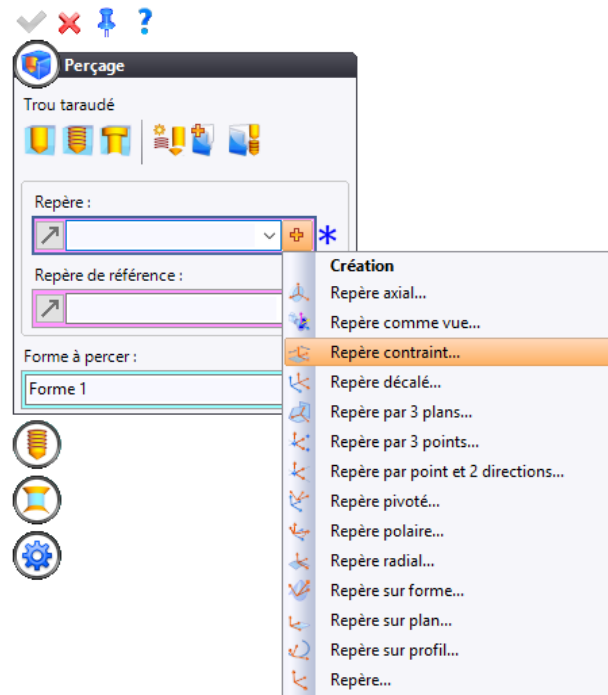 ?
Perçage
Trou taraudé
Repère :
Repère de référence :
Forme à percer :
Forme 1
Création
Repère axial...
Repère comme vue...
Repère contraint...
Repère décalé...
Repère par 3 plans...
Repère par 3 points...
Repère par point et 2 directions...
Repère pivoté...
Repère polaire...
Repère radial...
Repère sur forme...
Repère sur plan...
Repère sur profil...
Repère...